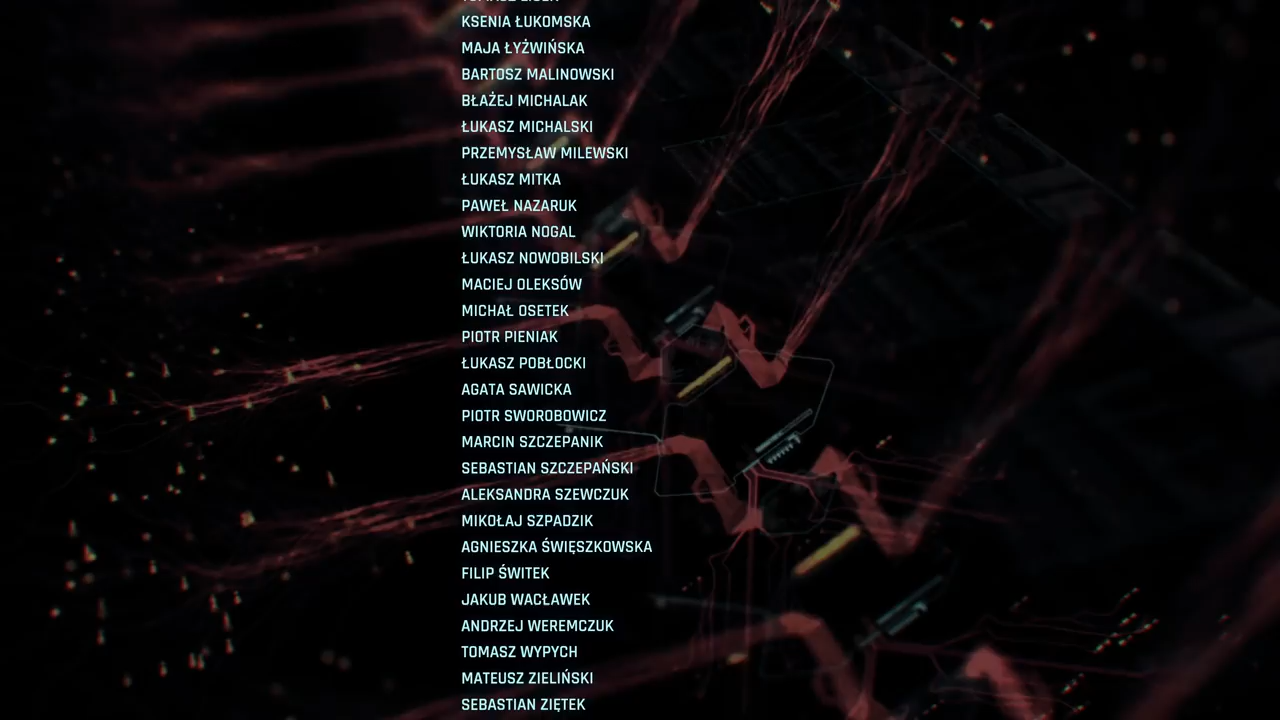 KSENIA ŁUKOMSKA
MAJA ŁYŻWIŃSKA
BARTOSZ MALINOWSKI
BŁAŻEJ MICHALAK
ŁUKASZ MICHALSKI
PRZEMYSŁAW MILEWSKI
ŁUKASZ MITKA
PAWEŁ NAZARUK
WIKTORIA NOGAL
ŁUKASZ NOWOBILSKI
MACIEJ OLEKSÓW
MICHAŁ OSETEK
PIOTR PIENIAK
ŁUKASZ POBŁOCKI
AGATA SAWICKA
PIOTR SWOROBOWICZ
MARCIN SZCZEPANIK
SEBASTIAN SZCZEPAŃSKI
ALEKSANDRA SZEWCZUK
MIKOŁAJ SZPADZIK
AGNIESZKA ŚWIĘSZKOWSKA
FILIP ŚWITEK
JAKUB WACŁAWEK
ANDRZEJ WEREMCZUK
TOMASZ WYPYCH
MATEUSZ ZIELIŃSKI
SEBASTIAN ZIĘTEK